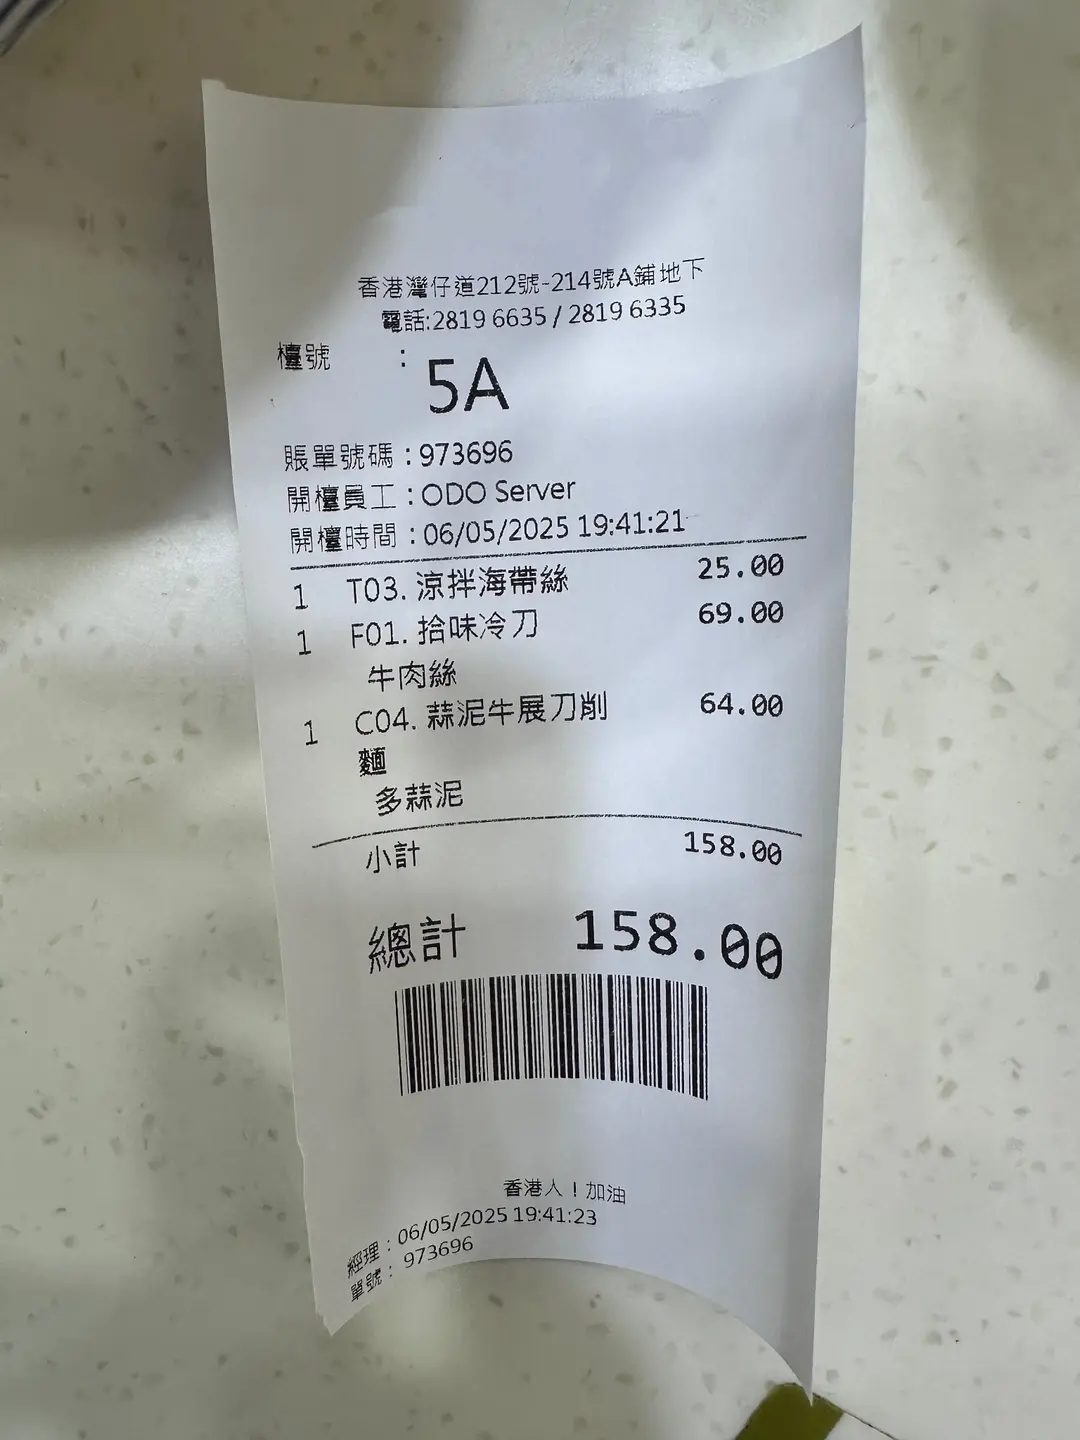 香港灣仔道212號-214號A鋪地下
電話:2819 6635 / 2819 6335
檯號 : 5A
賬單號碼 : 973696
開檯員工 : ODO Server
開檯時間 : 06/05/2025 19:41:21
1 T03. 涼拌海帶絲 25.00
1 F01. 拾味冷刀 69.00
牛肉絲
1 C04. 蒜泥牛展刀削 64.00
麵
多蒜泥
小計 158.00
總計 158.00
香港人！加油
經理 : 06/05/2025 19:41:23
單號 : 973696